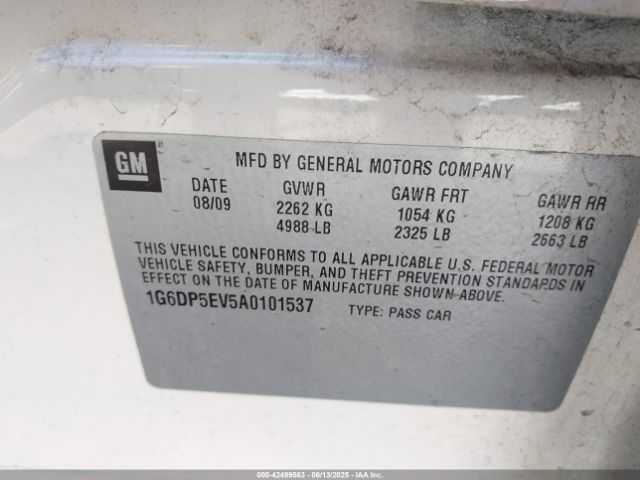 GM
MFD BY GENERAL MOTORS COMPANY
DATE GVWR GAWR FRT GAWR RR
08/09 2262 KG 1054 KG 1208 KG
4988 LB 2325 LB 2663 LB
THIS VEHICLE CONFORMS TO ALL APPLICABLE U.S. FEDERAL MOTOR
VEHICLE SAFETY, BUMPER, AND THEFT PREVENTION STANDARDS IN
EFFECT ON THE DATE OF MANUFACTURE SHOWN ABOVE.
1G6DP5EV5A0101537 TYPE: PASS CAR
000-42499563 - 06/13/2025 - IAA Inc.